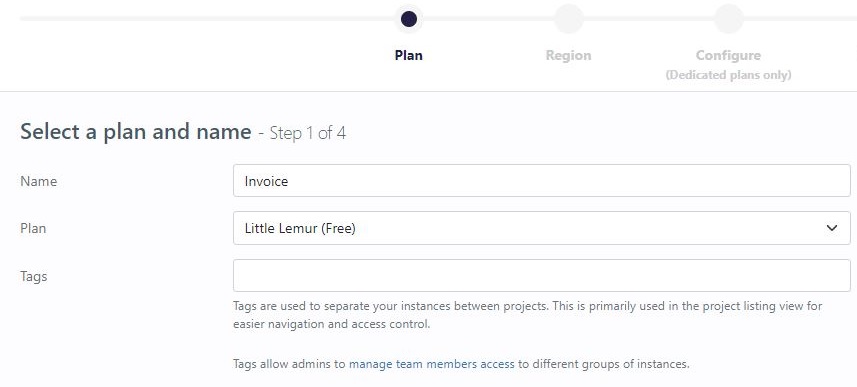 Plan
Region
Configure
(Dedicated plans only)
Select a plan and name - Step 1 of 4
Name
Invoice
Plan
Little Lemur (Free)
Tags
Tags are used to separate your instances between projects. This is primarily used in the project listing view for
easier navigation and access control.
Tags allow admins to manage team members access to different groups of instances.